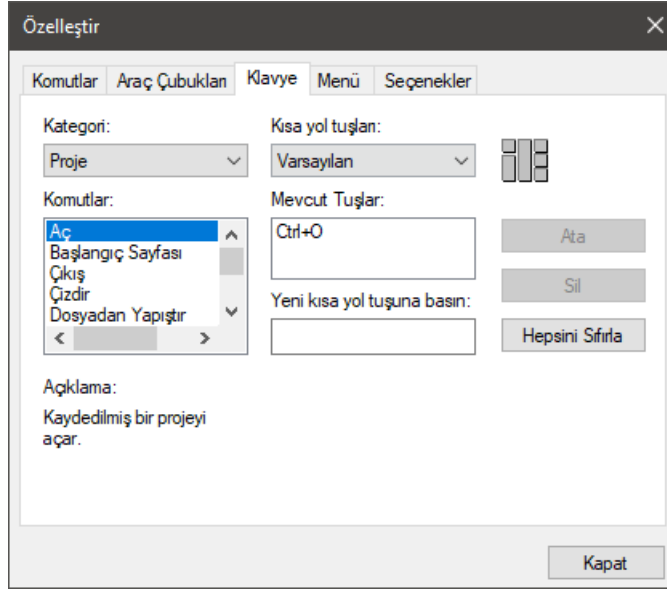 Özelleştir
Komutlar
Araç Çubukları
Klavye
Menü
Seçenekler
Kategori:
Proje
Kısa yol tuşları:
Varsayılan
Komutlar:
Aç
Başlangıç Sayfası
Çıkış
Çizdir
Dosyadan Yapıştır
Mevcut Tuşlar:
Ctrl+O
Yeni kısa yol tuşuna basın:
Ata
Sil
Hepsini Sıfırla
Açıklama:
Kaydedilmiş bir projeyi
açar.
Kapat